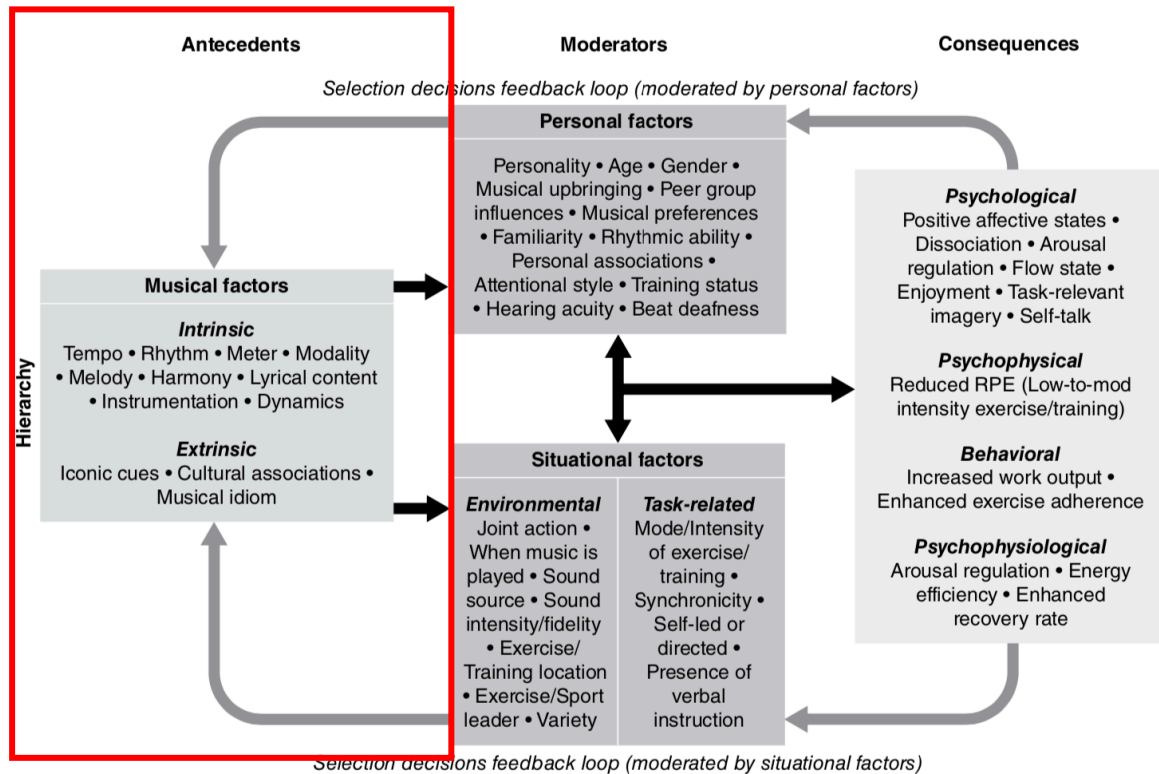 Antecedents
Moderators
Consequences
Selection decisions feedback loop (moderated by personal factors)
Personal factors
Personality • Age • Gender •
Musical upbringing • Peer group
influences • Musical preferences
• Familiarity • Rhythmic ability •
Personal associations •
Attentional style • Training status
• Hearing acuity • Beat deafness
Hierarchy
Musical factors
Intrinsic
Tempo • Rhythm • Meter • Modality
• Melody • Harmony • Lyrical content
• Instrumentation • Dynamics
Extrinsic
Iconic cues • Cultural associations •
Musical idiom
Situational factors
Environmental
Joint action •
When music is
played • Sound
source • Sound
intensity/fidelity
• Exercise/
Training location
• Exercise/Sport
leader • Variety
Task-related
Mode/Intensity
of exercise/
training •
Synchronicity •
Self-led or
directed •
Presence of
verbal
instruction
Psychological
Positive affective states •
Dissociation • Arousal
regulation • Flow state •
Enjoyment • Task-relevant
imagery • Self-talk
Psychophysical
Reduced RPE (Low-to-mod
intensity exercise/training)
Behavioral
Increased work output •
Enhanced exercise adherence
Psychophysiological
Arousal regulation • Energy
efficiency • Enhanced
recovery rate
Selection decisions feedback loop (moderated by situational factors)